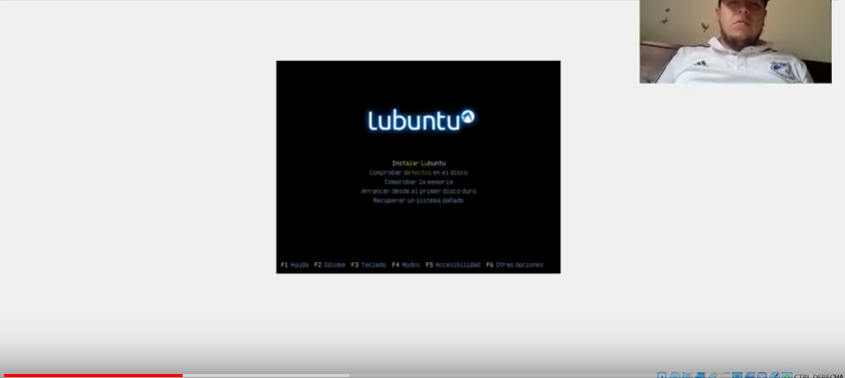 Lubuntu
Instalar Lubuntu
Comprobar defectos en el disco
Comprobar la memoria
Arrancar desde el primer disco duro
Recuperar un sistema dañado
F1 Ayuda F2 Idioma F3 Teclado F4 Modos F5 Accesibilidad F6 Otras opciones
CTRL DERECHA